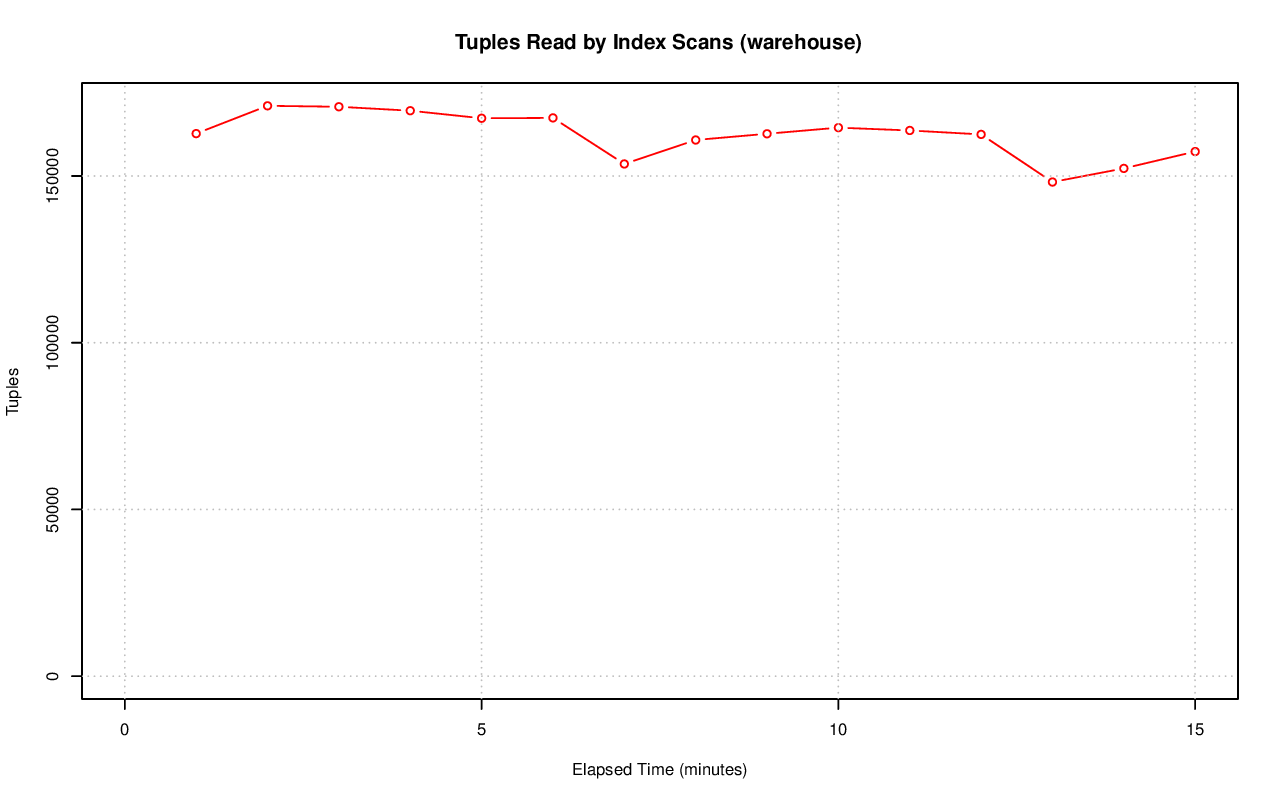 Tuples Read by Index Scans (warehouse)
Tuples
150000
100000
50000
0
0 5 10 15
Elapsed Time (minutes)